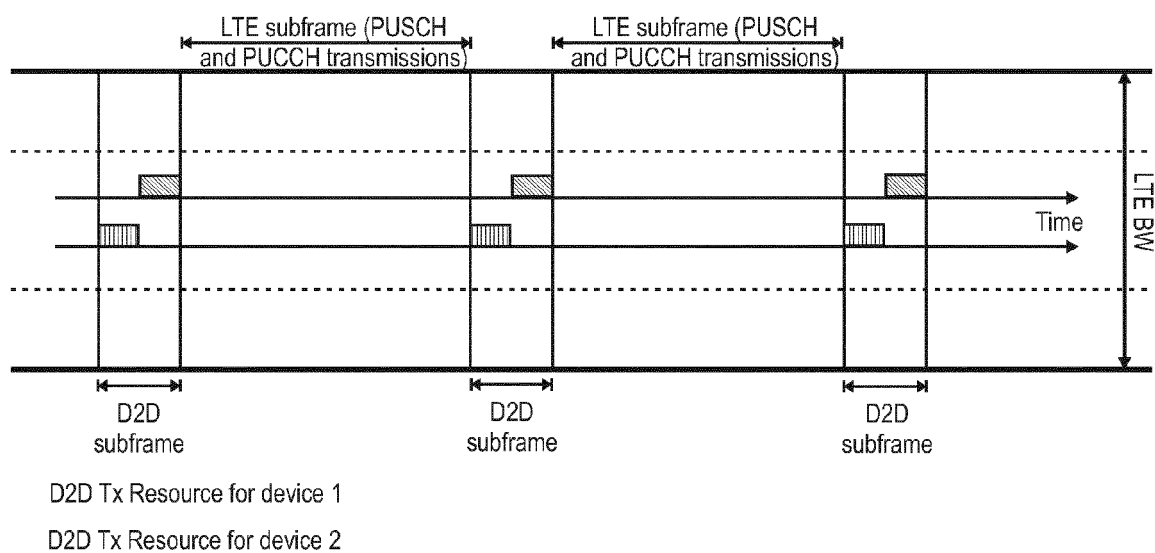 LTE subframe (PUSCH
and PUCCH transmissions)
LTE subframe (PUSCH
and PUCCH transmissions)
Time
LTE BW
D2D
subframe
D2D
subframe
D2D
subframe
D2D Tx Resource for device 1
D2D Tx Resource for device 2